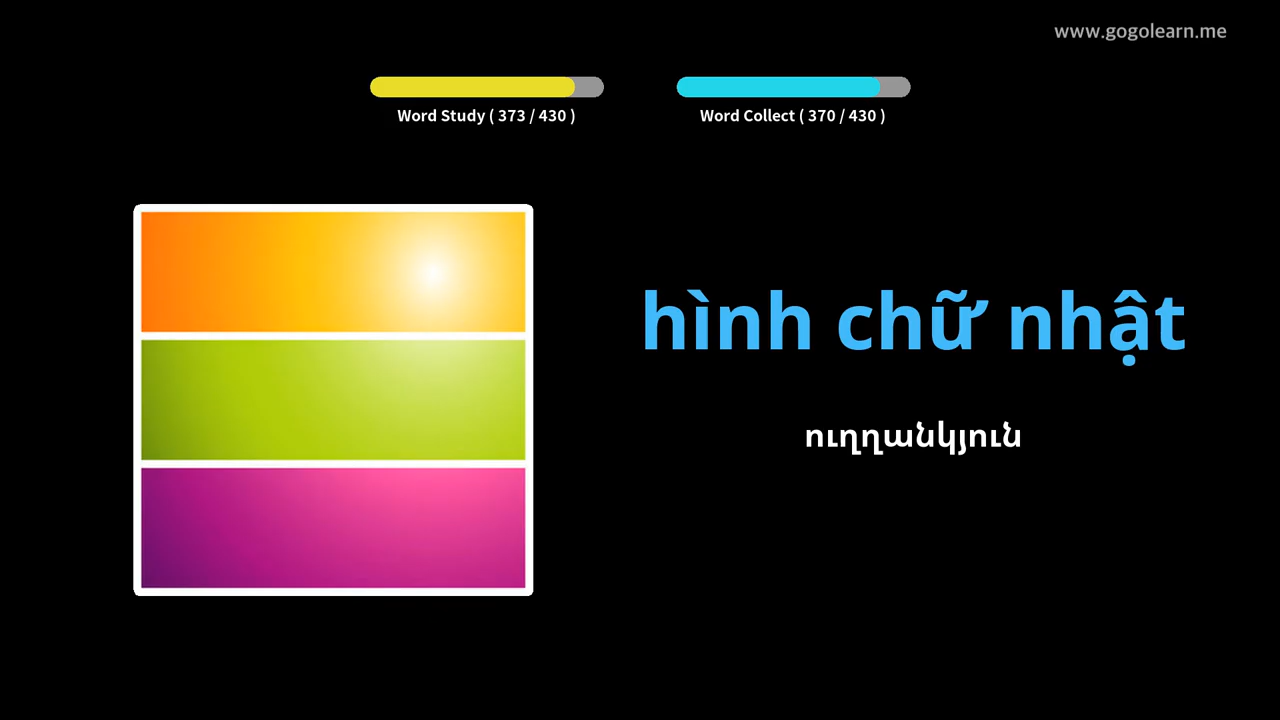 www.gogolearn.me
Word Study ( 373 / 430 )
Word Collect ( 370 / 430 )
hình chữ nhật
ուղղանկյուն